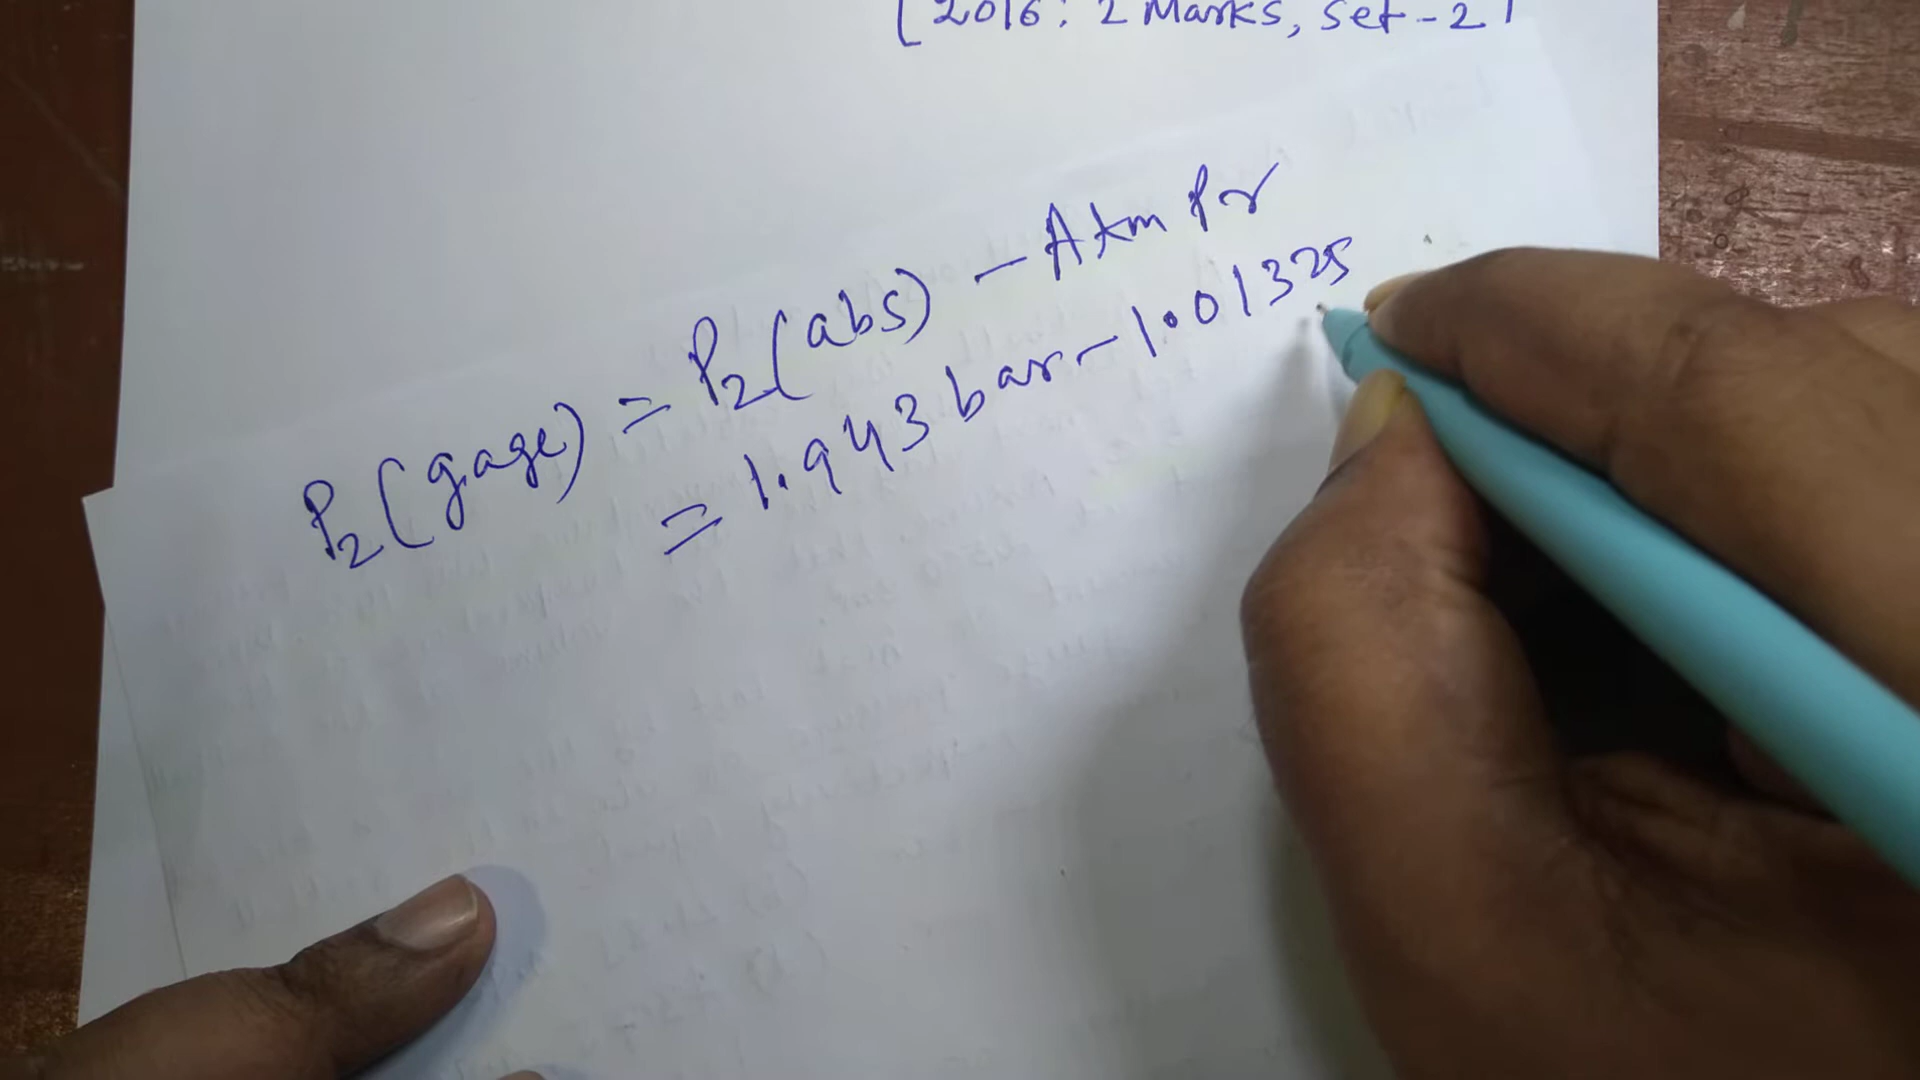 [2016: 2 Marks, Set-2]
P2(gage) = P2(abs) - Atm Pr
= 1.943 bar - 1.01325